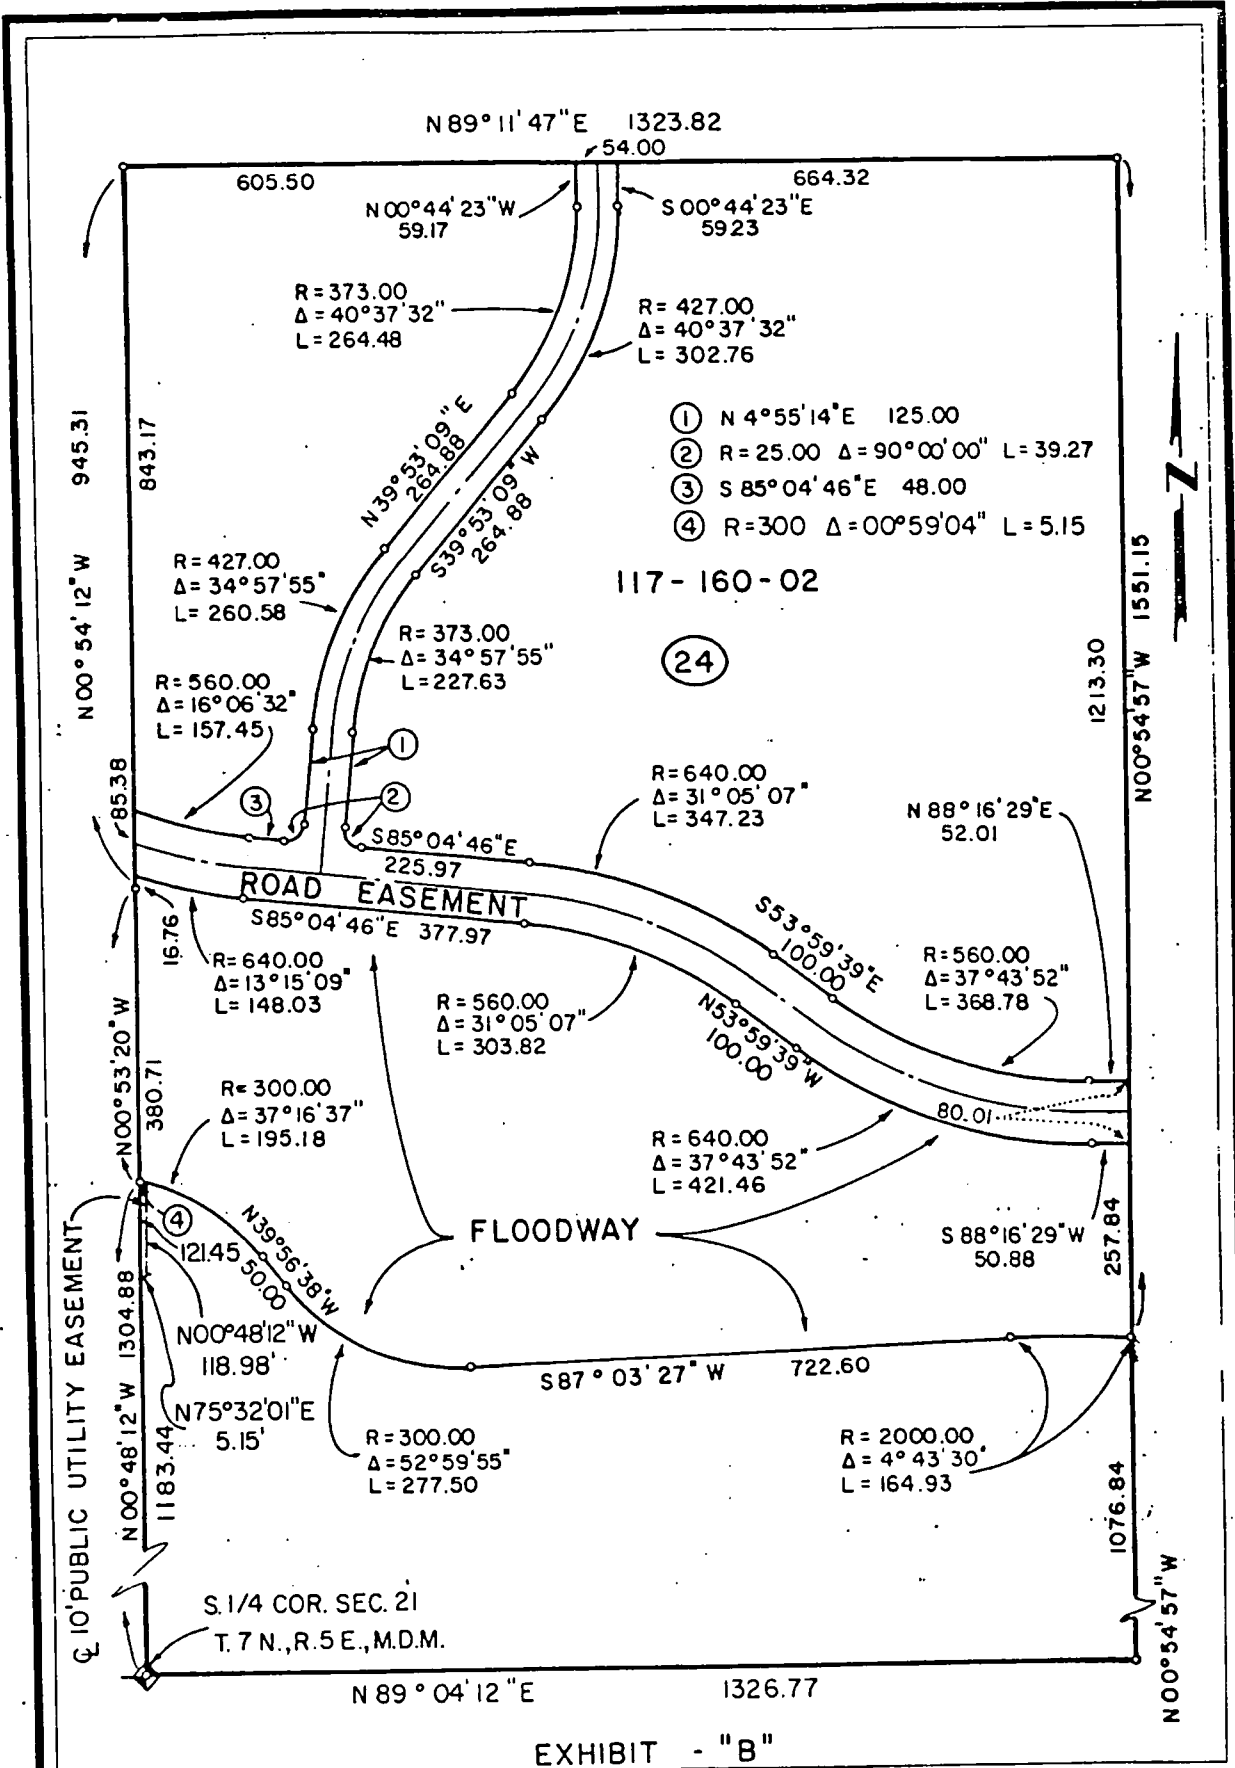 N 89° 11' 47" E 1323.82
54.00
605.50
664.32
N 00° 44' 23" W
59.17
S 00° 44' 23" E
59.23
R = 373.00
Δ = 40° 37' 32"
L = 264.48
R = 427.00
Δ = 40° 37' 32"
L = 302.76
① N 4° 55' 14" E 125.00
② R = 25.00 Δ = 90° 00' 00" L = 39.27
③ S 85° 04' 46" E 48.00
④ R = 300 Δ = 00° 59' 04" L = 5.15
N
N 00° 54' 12" W 945.31
843.17
N 39° 53' 09" E
264.88
S 39° 53' 09" W
264.88
R = 427.00
Δ = 34° 57' 55"
L = 260.58
117-160-02
R = 373.00
Δ = 34° 57' 55"
L = 227.63
24
1213.30
N 00° 54' 57" W 1551.15
R = 560.00
Δ = 16° 06' 32"
L = 157.45
①
85.38
③
②
R = 640.00
Δ = 31° 05' 07"
L = 347.23
N 88° 16' 29" E
52.01
S 85° 04' 46" E
225.97
ROAD EASEMENT
S 85° 04' 46" E 377.97
S 53° 59' 39" E
100.00
16.76
R = 640.00
Δ = 13° 15' 09"
L = 148.03
R = 560.00
Δ = 37° 43' 52"
L = 368.78
R = 560.00
Δ = 31° 05' 07"
L = 303.82
N 53° 59' 39" W
100.00
N 00° 53' 20" W
380.71
R = 300.00
Δ = 37° 16' 37"
L = 195.18
80.01
R = 640.00
Δ = 37° 43' 52"
L = 421.46
④
FLOODWAY
S 88° 16' 29" W
50.88
257.84
121.45
N 39° 56' 38" W
50.00
N 00° 48' 12" W
118.98'
N 75° 32' 01" E
5.15'
S 87° 03' 27" W 722.60
℄ 10' PUBLIC UTILITY EASEMENT
N 00° 48' 12" W 1304.88
1183.44
R = 300.00
Δ = 52° 59' 55"
L = 277.50
R = 2000.00
Δ = 4° 43' 30"
L = 164.93
1076.84
N 00° 54' 57" W
S. 1/4 COR. SEC. 21
T. 7 N., R. 5 E., M.D.M.
N 89° 04' 12" E 1326.77
EXHIBIT - "B"